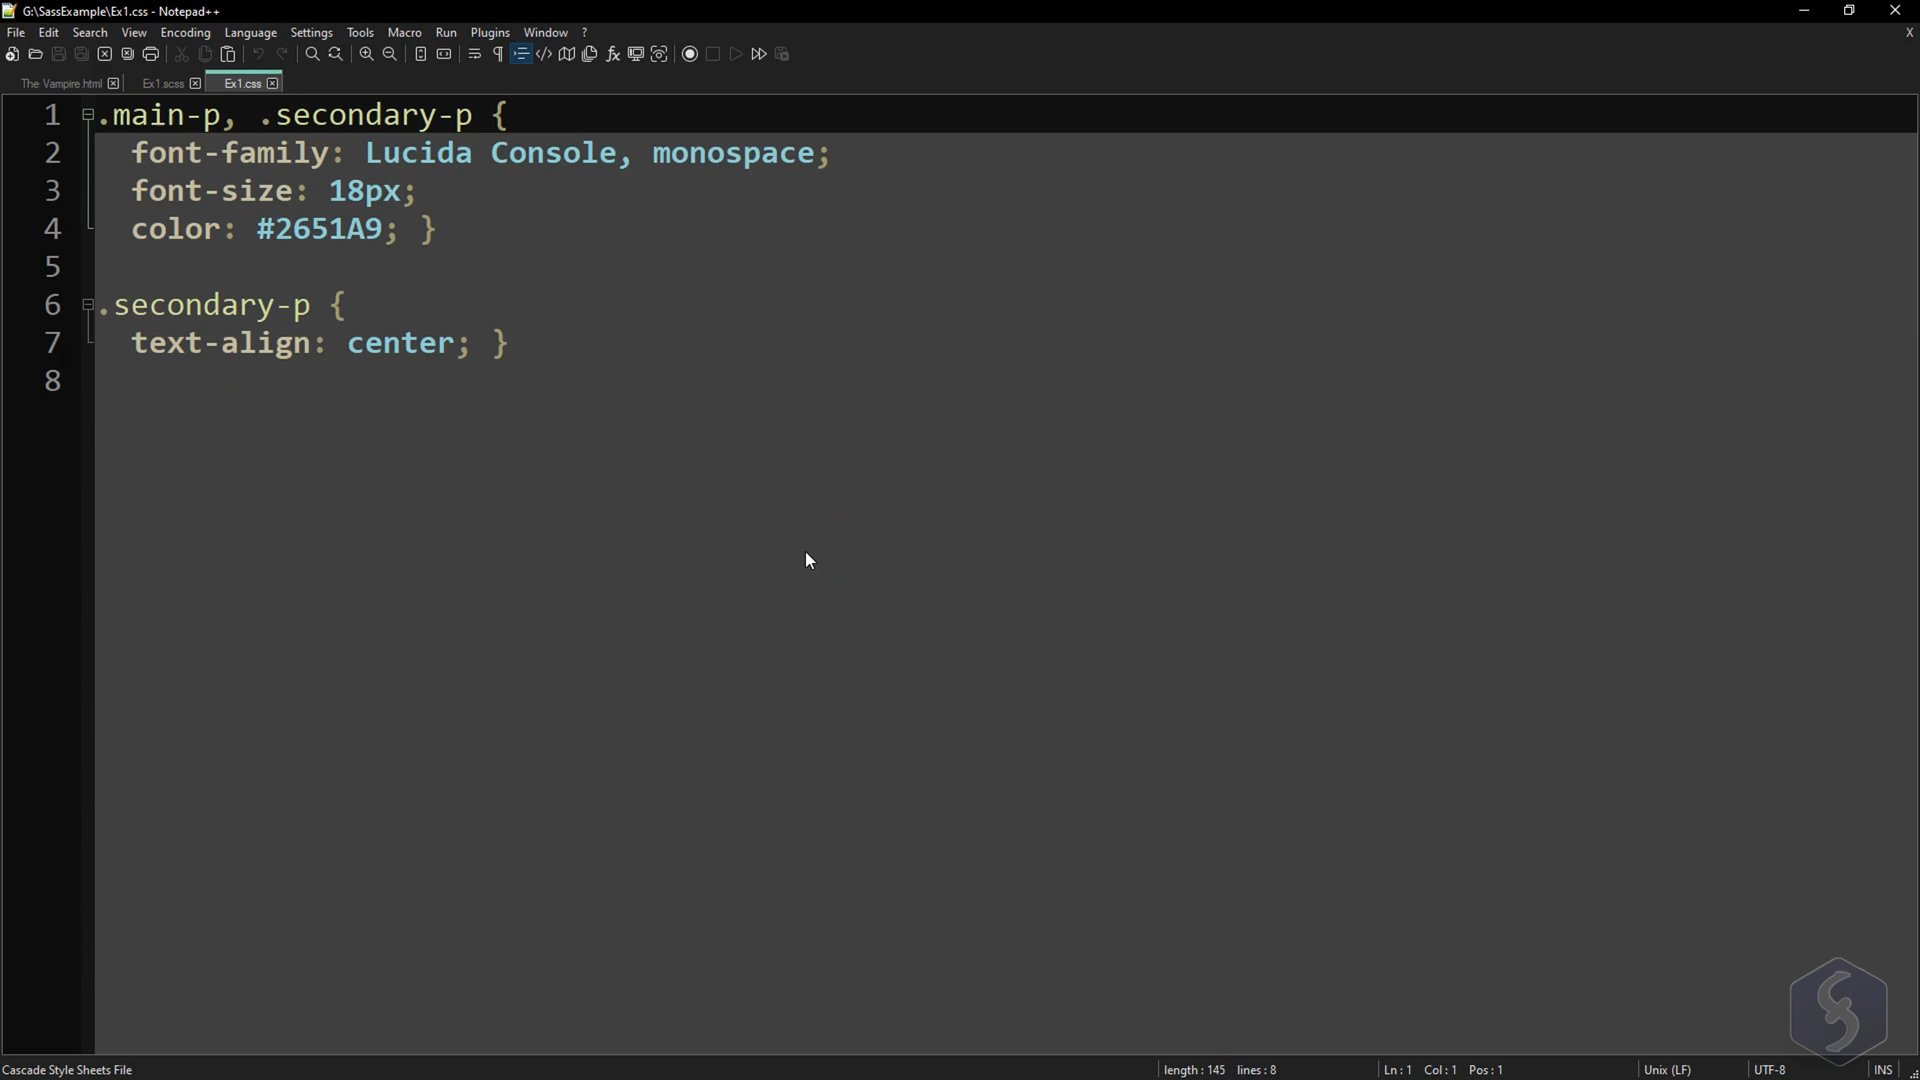 G:\SassExample\Ex1.css - Notepad++
File Edit Search View Encoding Language Settings Tools Macro Run Plugins Window ? X
The Vampire.html Ex1.scss Ex1.css
1 .main-p, .secondary-p {
2 font-family: Lucida Console, monospace;
3 font-size: 18px;
4 color: #2651A9; }
5
6 .secondary-p {
7 text-align: center; }
8
Cascade Style Sheets File length : 145 lines : 8 Ln : 1 Col : 1 Pos : 1 Unix (LF) UTF-8 INS